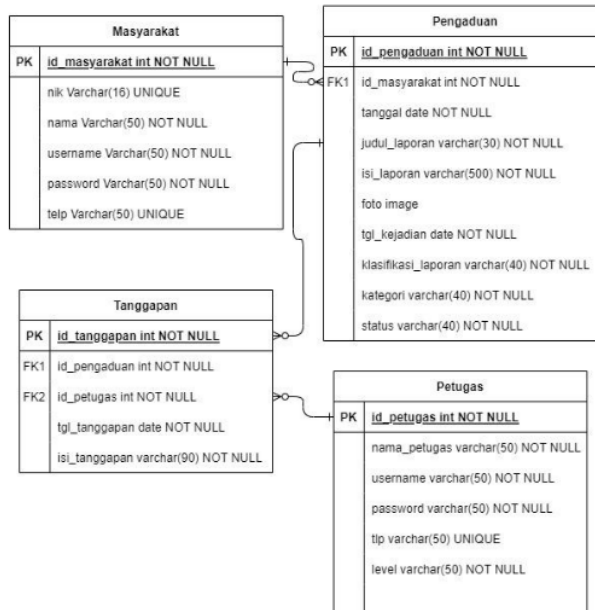 Masyarakat
PK id_masyarakat int NOT NULL
nik Varchar(16) UNIQUE
nama Varchar(50) NOT NULL
username Varchar(50) NOT NULL
password Varchar(50) NOT NULL
telp Varchar(50) UNIQUE
Pengaduan
PK id_pengaduan int NOT NULL
FK1 id_masyarakat int NOT NULL
tanggal date NOT NULL
judul_laporan varchar(30) NOT NULL
isi_laporan varchar(500) NOT NULL
foto image
tgl_kejadian date NOT NULL
klasifikasi_laporan varchar(40) NOT NULL
kategori varchar(40) NOT NULL
status varchar(40) NOT NULL
Tanggapan
PK id_tanggapan int NOT NULL
FK1 id_pengaduan int NOT NULL
FK2 id_petugas int NOT NULL
tgl_tanggapan date NOT NULL
isi_tanggapan varchar(90) NOT NULL
Petugas
PK id_petugas int NOT NULL
nama_petugas varchar(50) NOT NULL
username varchar(50) NOT NULL
password varchar(50) NOT NULL
tlp varchar(50) UNIQUE
level varchar(50) NOT NULL